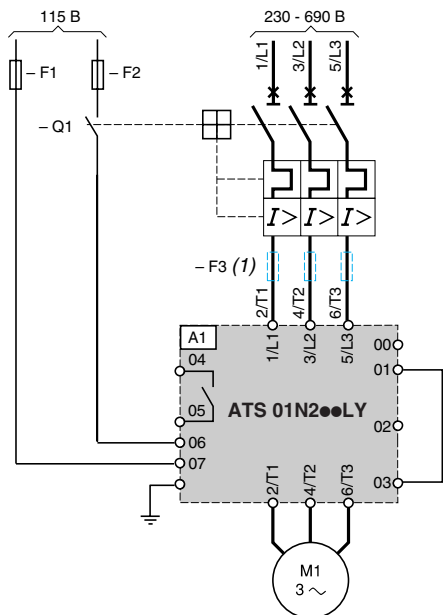 115 B
230 - 690 B
– F1
– F2
1/L1
3/L2
5/L3
– Q1
I>
I>
I>
– F3 (1)
2/T1
4/T2
6/T3
A1
1/L1
3/L2
5/L3
00
04
01
05
ATS 01N2●●LY
02
06
07
03
2/T1
4/T2
6/T3
M1
3 ~